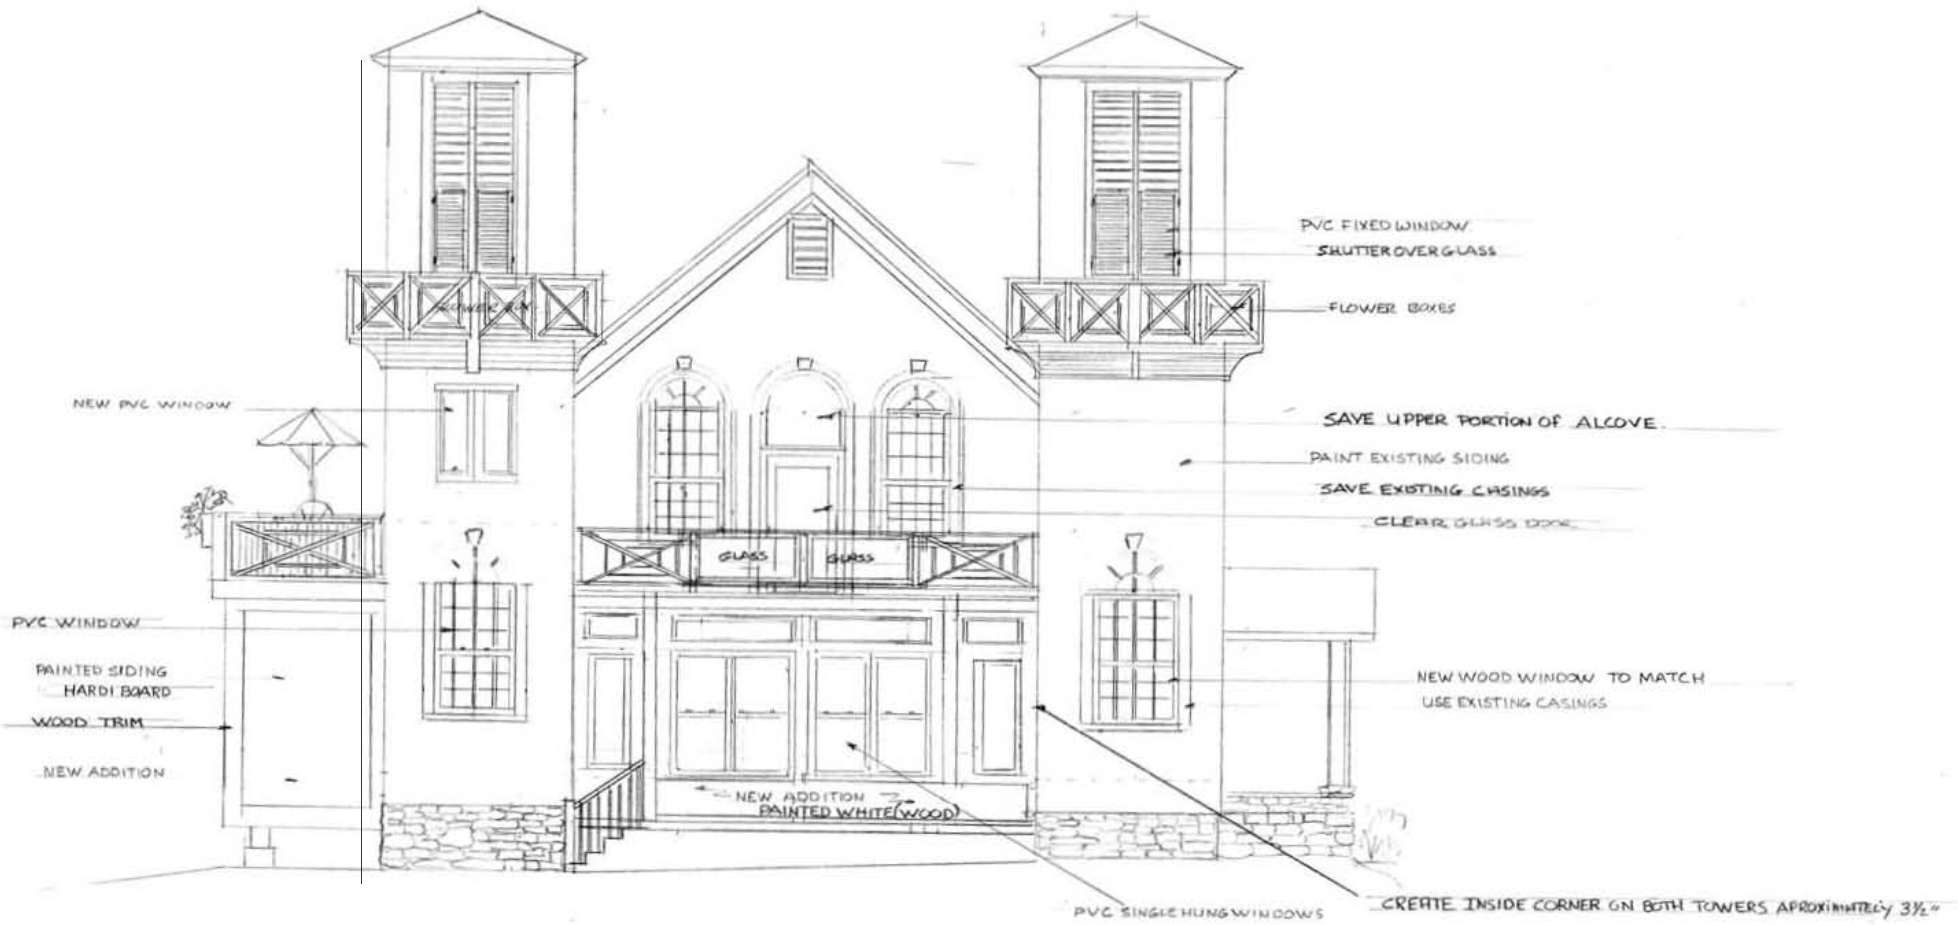 PVC FIXED WINDOW
SHUTTER OVER GLASS
FLOWER BOX
FLOWER BOXES
NEW PVC WINDOW
SAVE UPPER PORTION OF ALCOVE.
PAINT EXISTING SIDING
SAVE EXISTING CASINGS
CLEAR GLASS DOOR
GLASS
GLASS
PVC WINDOW
PAINTED SIDING
HARDI BOARD
WOOD TRIM
NEW ADDITION
NEW WOOD WINDOW TO MATCH
USE EXISTING CASINGS
NEW ADDITION
PAINTED WHITE (WOOD)
PVC SINGLE HUNG WINDOWS
CREATE INSIDE CORNER ON BOTH TOWERS APROXIMATELY 3½"